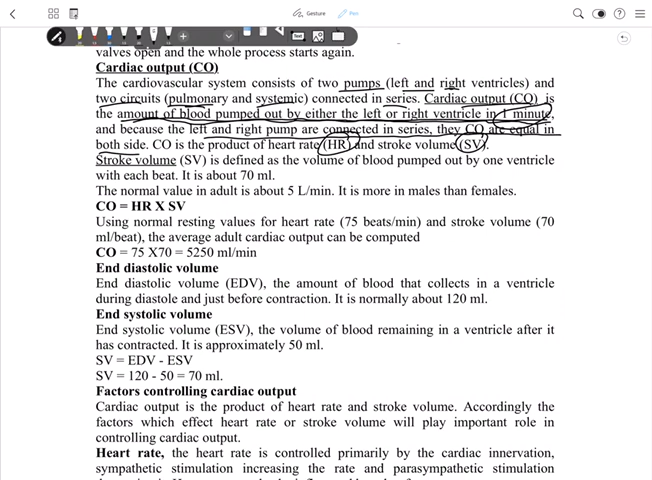 Gesture Pen
Text
valves open and the whole process starts again.
Cardiac output (CO)
The cardiovascular system consists of two pumps (left and right ventricles) and
two circuits (pulmonary and systemic) connected in series. Cardiac output (CO) is
the amount of blood pumped out by either the left or right ventricle in 1 minute,
and because the left and right pump are connected in series, they CO are equal in
both side. CO is the product of heart rate (HR) and stroke volume (SV).
Stroke volume (SV) is defined as the volume of blood pumped out by one ventricle
with each beat. It is about 70 ml.
The normal value in adult is about 5 L/min. It is more in males than females.
CO = HR X SV
Using normal resting values for heart rate (75 beats/min) and stroke volume (70
ml/beat), the average adult cardiac output can be computed
CO = 75 X70 = 5250 ml/min
End diastolic volume
End diastolic volume (EDV), the amount of blood that collects in a ventricle
during diastole and just before contraction. It is normally about 120 ml.
End systolic volume
End systolic volume (ESV), the volume of blood remaining in a ventricle after it
has contracted. It is approximately 50 ml.
SV = EDV - ESV
SV = 120 - 50 = 70 ml.
Factors controlling cardiac output
Cardiac output is the product of heart rate and stroke volume. Accordingly the
factors which effect heart rate or stroke volume will play important role in
controlling cardiac output.
Heart rate, the heart rate is controlled primarily by the cardiac innervation,
sympathetic stimulation increasing the rate and parasympathetic stimulation